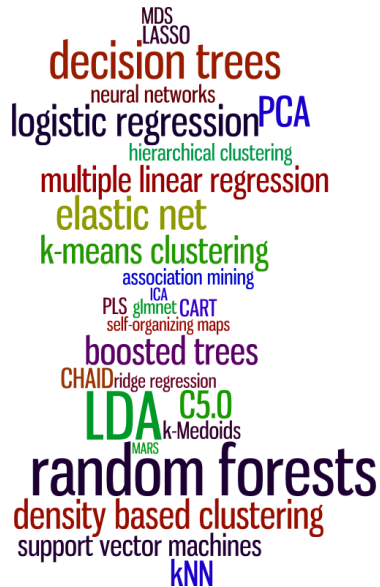 MDS
LASSO
decision trees
neural networks
logistic regression PCA
hierarchical clustering
multiple linear regression
elastic net
k-means clustering
association mining
ICA
PLS glmnet CART
self-organizing maps
boosted trees
CHAID ridge regression
LDA C5.0
k-Medoids
MARS
random forests
density based clustering
support vector machines
kNN